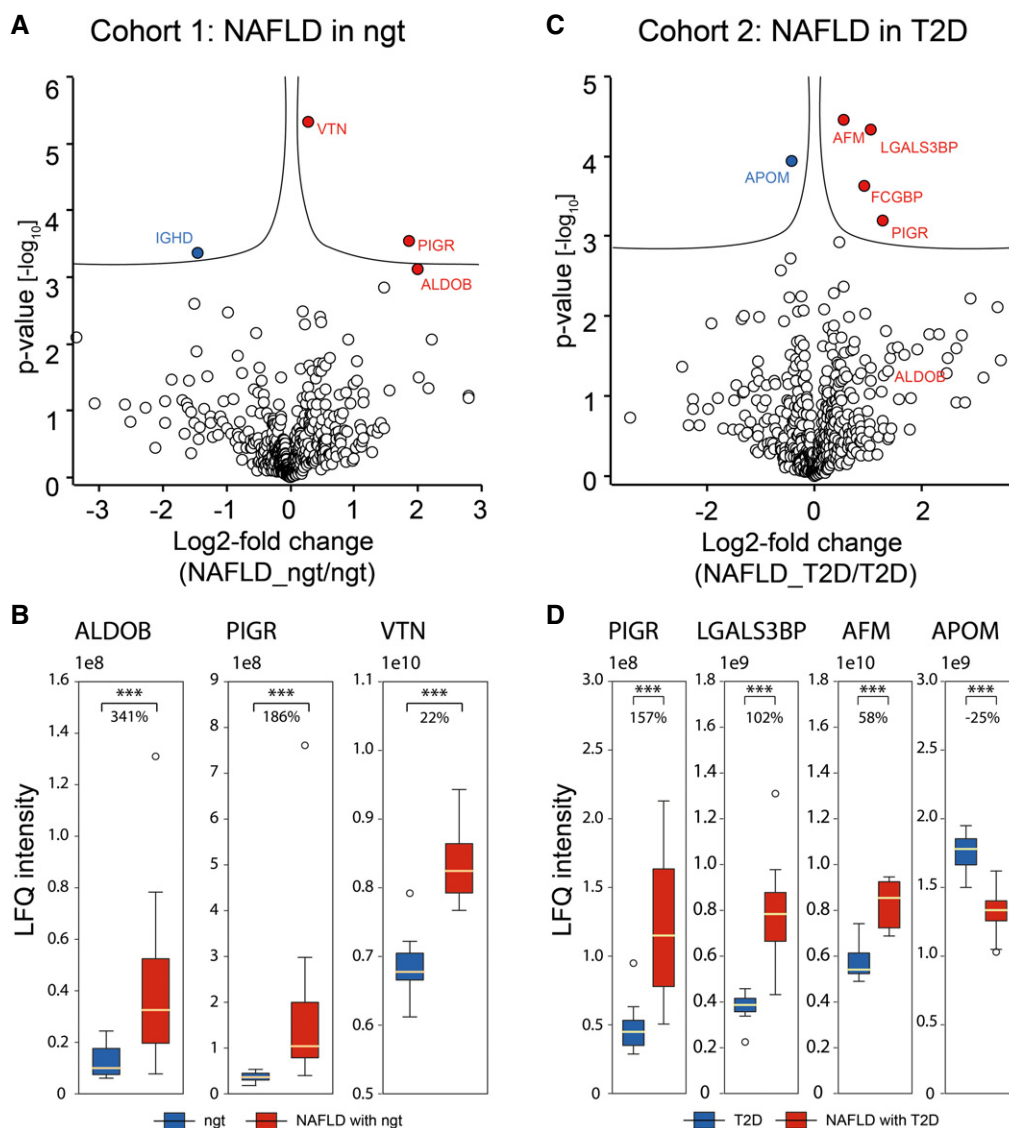 A
Cohort 1: NAFLD in ngt
6
5
4
3
2
1
0
p-value [-log10]
VTN
IGHD
PIGR
ALDOB
-3 -2 -1 0 1 2 3
Log2-fold change
(NAFLD_ngt/ngt)
C
Cohort 2: NAFLD in T2D
5
4
3
2
1
0
p-value [-log10]
AFM
LGALS3BP
APOM
FCGBP
PIGR
ALDOB
-2 0 2
Log2-fold change
(NAFLD_T2D/T2D)
B
LFQ intensity
ALDOB
1e8
1.6
1.4
1.2
1.0
0.8
0.6
0.4
0.2
0
***
341%
PIGR
1e8
9
8
7
6
5
4
3
2
1
0
***
186%
VTN
1e10
1.1
1.0
0.9
0.8
0.7
0.6
0.5
***
22%
ngt NAFLD with ngt
D
LFQ intensity
PIGR
1e8
3.0
2.5
2.0
1.5
1.0
0.5
0
***
157%
LGALS3BP
1e9
1.8
1.6
1.4
1.2
1.0
0.8
0.6
0.4
0.2
0
***
102%
AFM
1e10
1.8
1.6
1.4
1.2
1.0
0.8
0.6
0.4
0.2
0
***
58%
APOM
1e9
3.0
2.5
2.0
1.5
1.0
0.5
0
***
-25%
T2D NAFLD with T2D